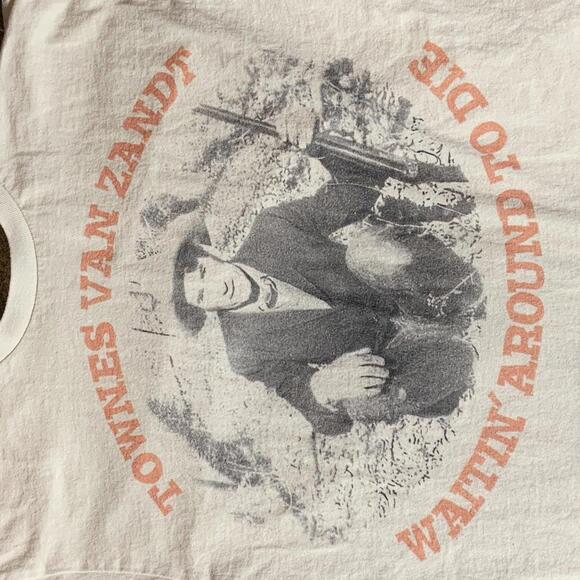 TOWNES VAN ZANDT
WAITIN' AROUND TO DIE